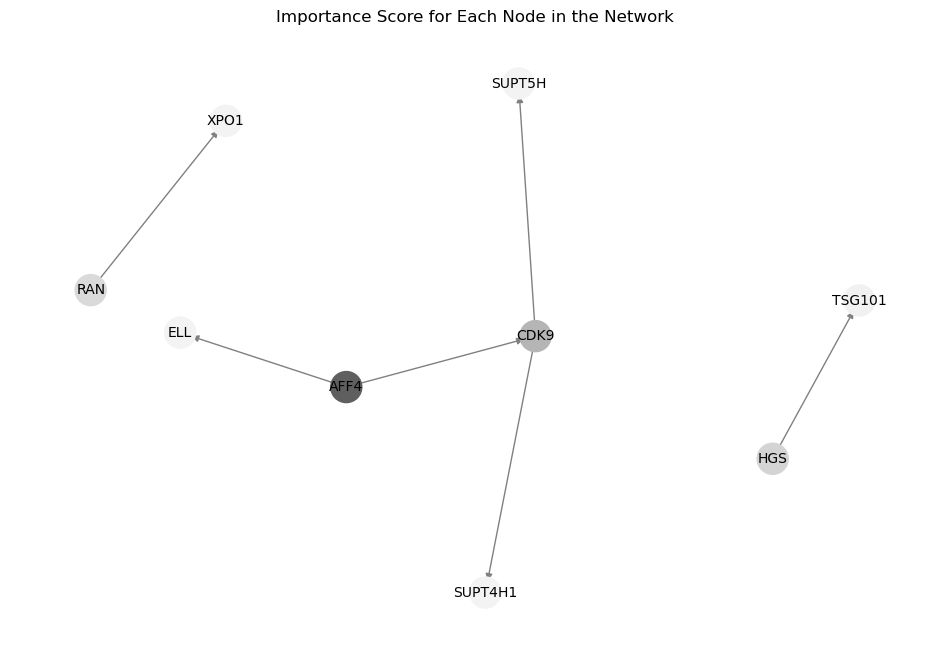 Importance Score for Each Node in the Network
SUPT5H
XPO1
RAN
TSG101
ELL
CDK9
AFF4
HGS
SUPT4H1